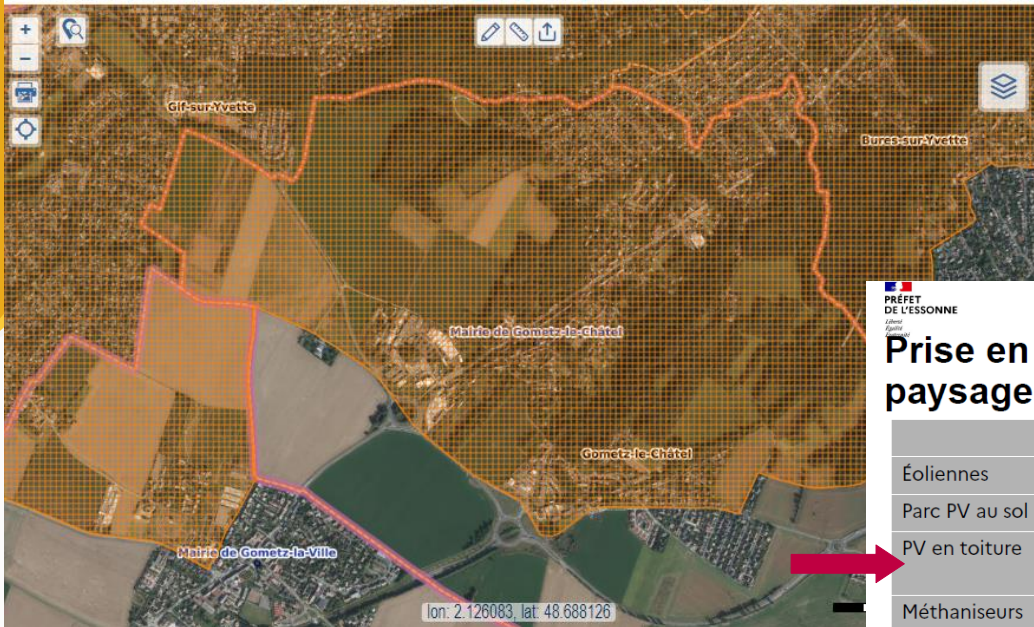 Gif-sur-Yvette
Bures-sur-Yvette
Mairie de Gometz-le-Châtel
Gometz-le-Châtel
Mairie de Gometz-la-Ville
lon: 2.126083, lat: 48.688126
PRÉFET
DE L'ESSONNE
Liberté
Égalité
Fraternité
Prise en
paysage
Éoliennes
Parc PV au sol
PV en toiture
Méthaniseurs